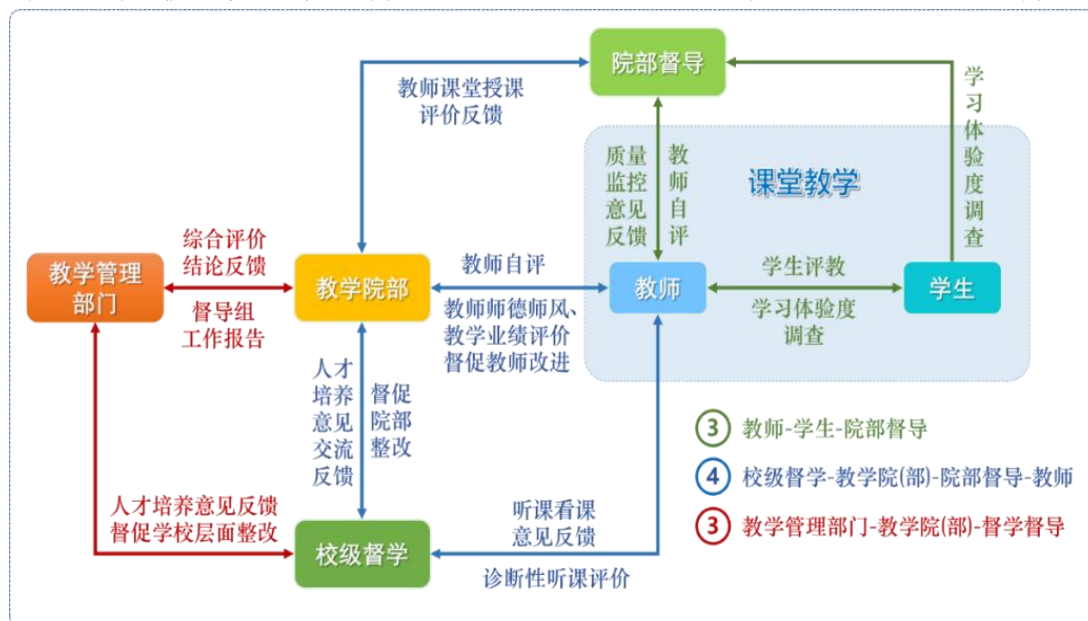 院部督导
教师课堂授课
评价反馈
学习体验度调查
质量
监控
意见
反馈
教师自评
课堂教学
综合评价
结论反馈
教学管理
部门
教学院部
教师自评
教师
学生评教
学生
督导组
工作报告
教师师德师风、
教学业绩评价
督促教师改进
学习体验度
调查
人才
培养
意见
交流
反馈
督促
院部
整改
③ 教师-学生-院部督导
④ 校级督学-教学院(部)-院部督导-教师
③ 教学管理部门-教学院(部)-督学督导
人才培养意见反馈
督促学校层面整改
听课看课
意见反馈
校级督学
诊断性听课评价